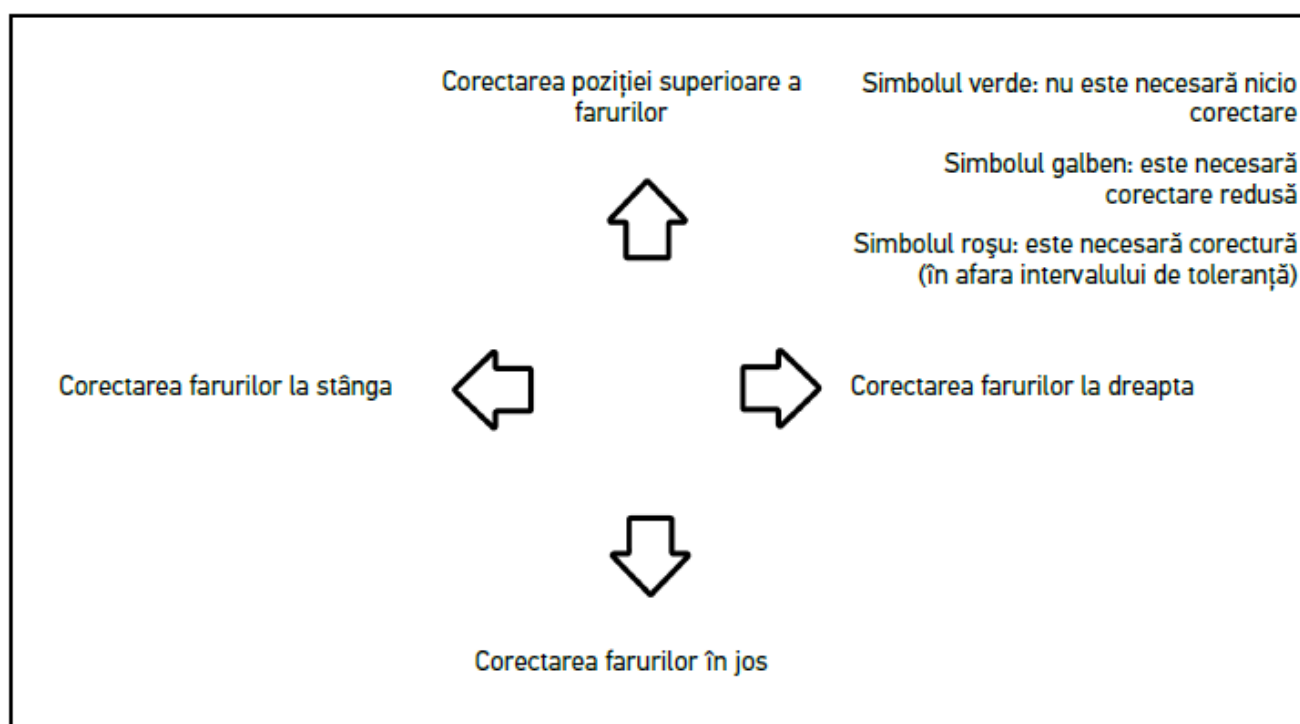 Corectarea poziției superioare a
farurilor
Simbolul verde: nu este necesară nicio
corectare
Simbolul galben: este necesară
corectare redusă
Simbolul roşu: este necesară corectură
(în afara intervalului de toleranță)
Corectarea farurilor la stânga
Corectarea farurilor la dreapta
Corectarea farurilor în jos